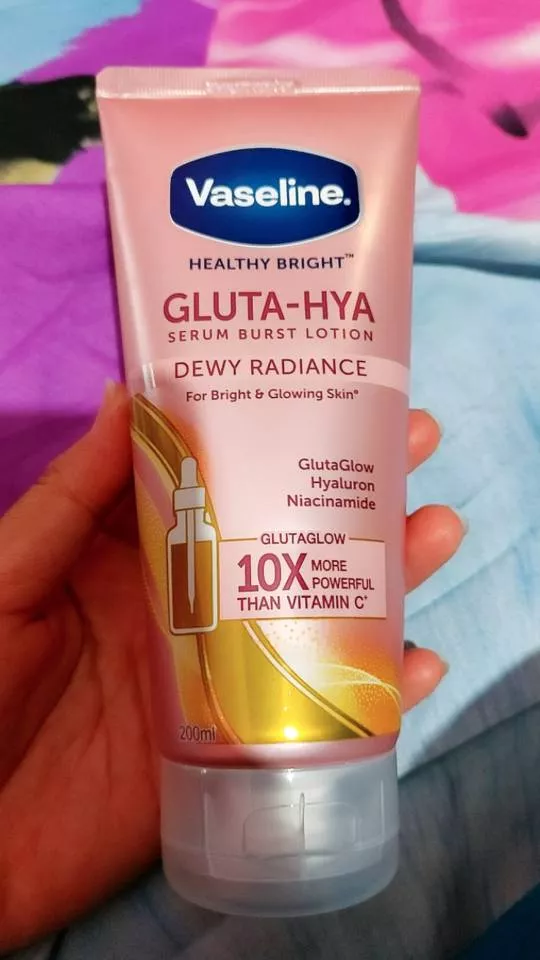 Vaseline.
HEALTHY BRIGHT™
GLUTA-HYA
SERUM BURST LOTION
DEWY RADIANCE
For Bright & Glowing Skin*
GlutaGlow
Hyaluron
Niacinamide
GLUTAGLOW
10X MORE POWERFUL
THAN VITAMIN C*
200ml